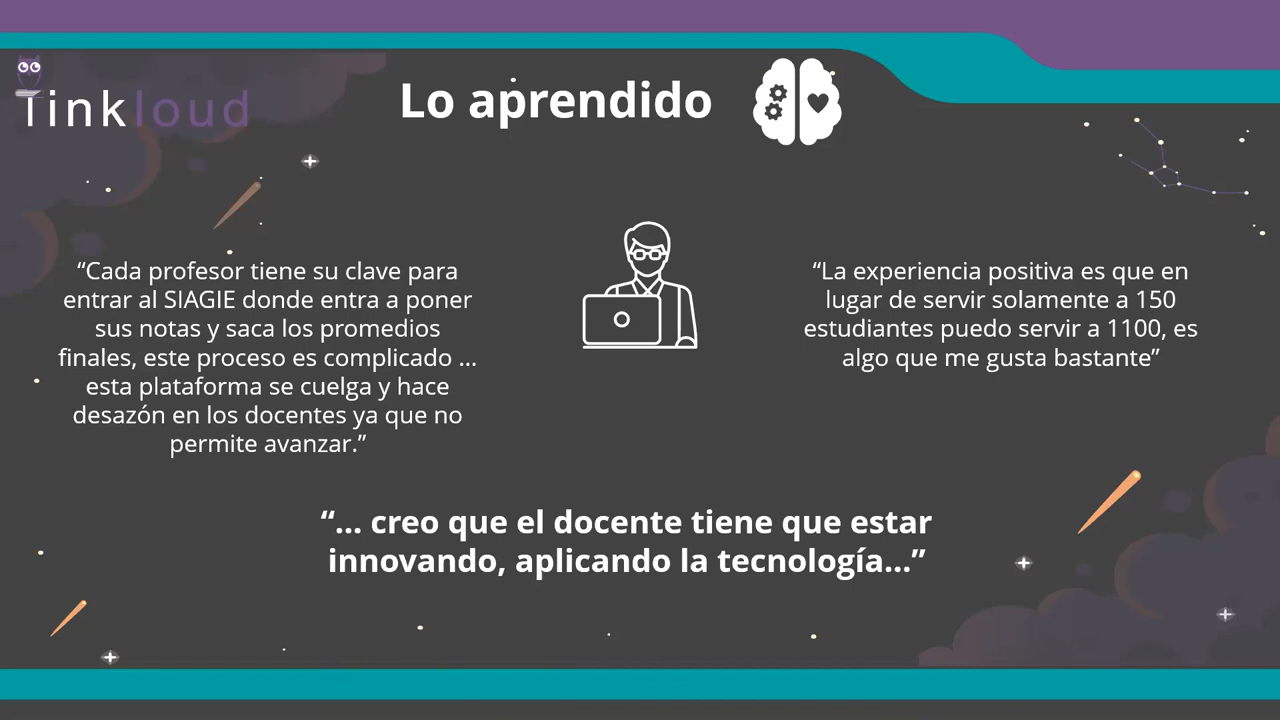 Tinkloud
Lo aprendido
“Cada profesor tiene su clave para
entrar al SIAGIE donde entra a poner
sus notas y saca los promedios
finales, este proceso es complicado ...
esta plataforma se cuelga y hace
desazón en los docentes ya que no
permite avanzar.”
“La experiencia positiva es que en
lugar de servir solamente a 150
estudiantes puedo servir a 1100, es
algo que me gusta bastante”
“... creo que el docente tiene que estar
innovando, aplicando la tecnología...”